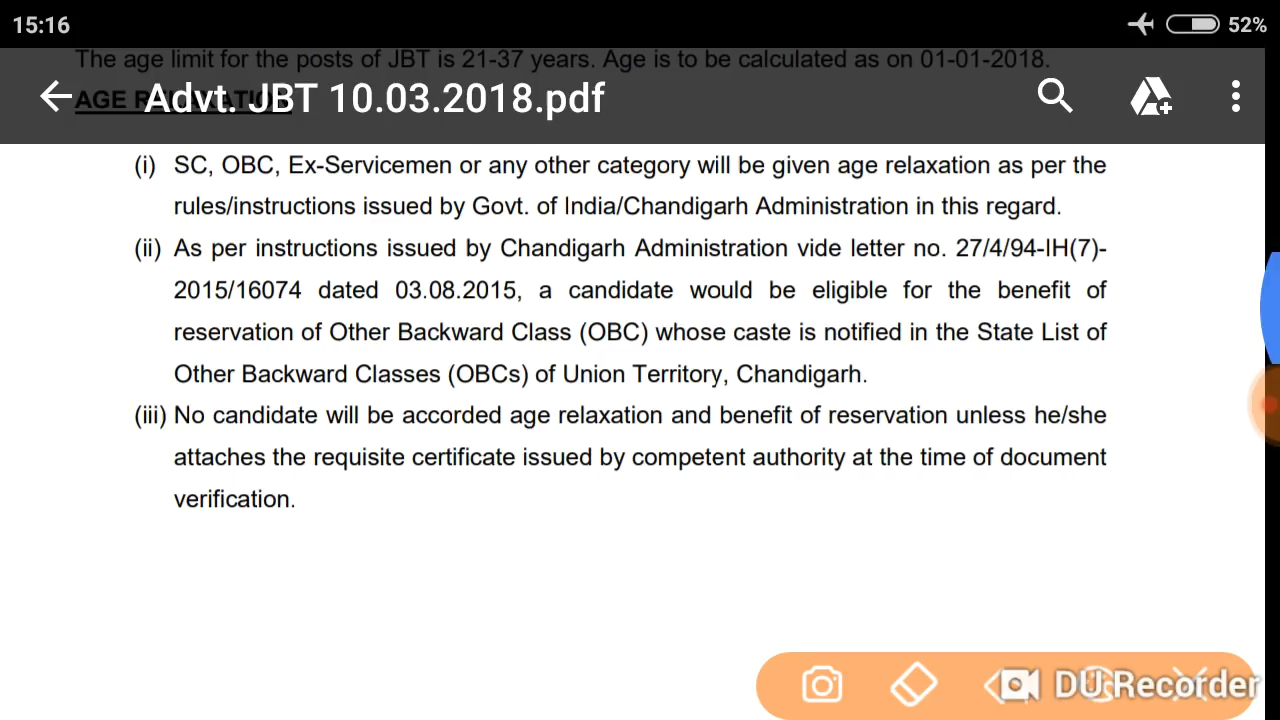 15:16
52%
The age limit for the posts of JBT is 21-37 years. Age is to be calculated as on 01-01-2018.
Advt. JBT 10.03.2018.pdf
AGE
(i) SC, OBC, Ex-Servicemen or any other category will be given age relaxation as per the
rules/instructions issued by Govt. of India/Chandigarh Administration in this regard.
(ii) As per instructions issued by Chandigarh Administration vide letter no. 27/4/94-IH(7)-
2015/16074 dated 03.08.2015, a candidate would be eligible for the benefit of
reservation of Other Backward Class (OBC) whose caste is notified in the State List of
Other Backward Classes (OBCs) of Union Territory, Chandigarh.
(iii) No candidate will be accorded age relaxation and benefit of reservation unless he/she
attaches the requisite certificate issued by competent authority at the time of document
verification.
DU Recorder